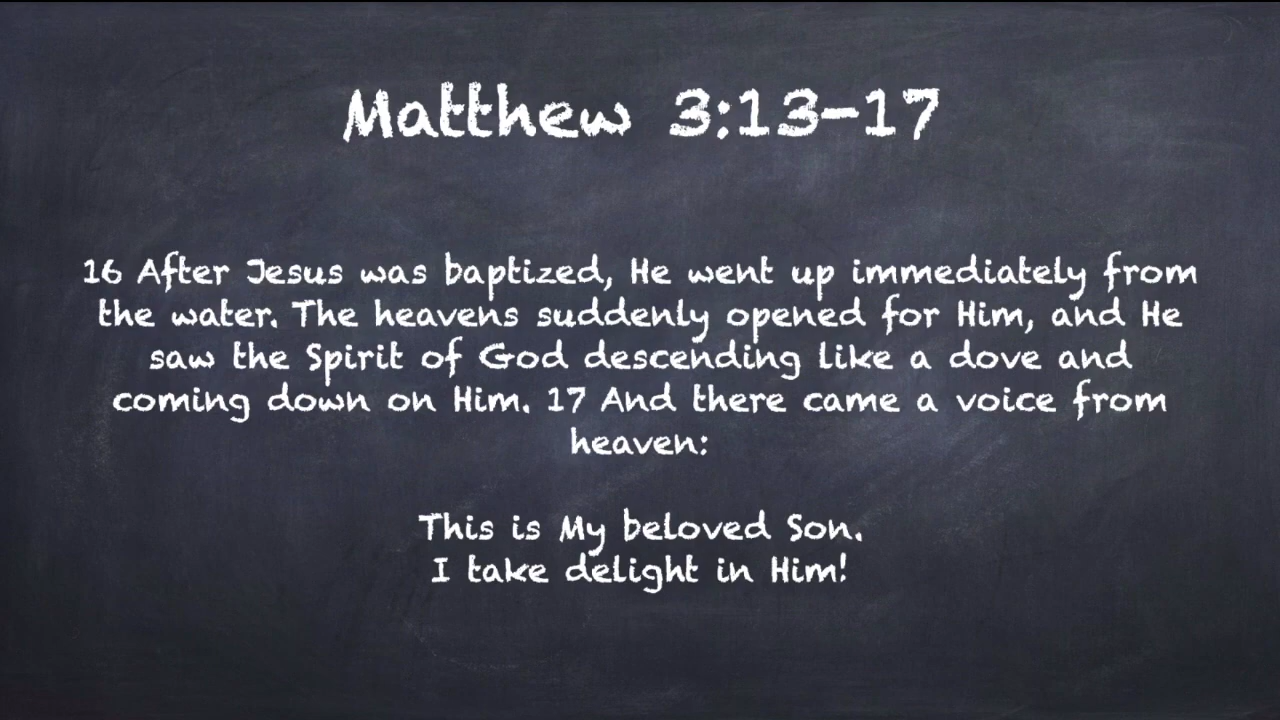 Matthew 3:13-17
16 After Jesus was baptized, He went up immediately from
the water. The heavens suddenly opened for Him, and He
saw the Spirit of God descending like a dove and
coming down on Him. 17 And there came a voice from
heaven:
This is My beloved Son.
I take delight in Him!